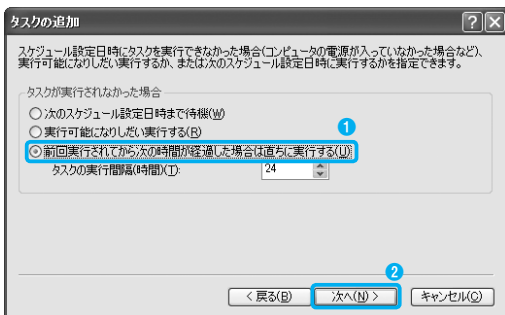 タスクの追加
スケジュール設定日時にタスクを実行できなかった場合(コンピュータの電源が入っていなかった場合など)、
実行可能になりしだい実行するか、または次のスケジュール設定日時に実行するかを指定できます。
タスクが実行されなかった場合
次のスケジュール設定日時まで待機(W)
実行可能になりしだい実行する(R)
1
前回実行されてから次の時間が経過した場合は直ちに実行する(U)
タスクの実行間隔(時間)(T): 24
2
< 戻る(B) 次へ(N) > キャンセル(C)